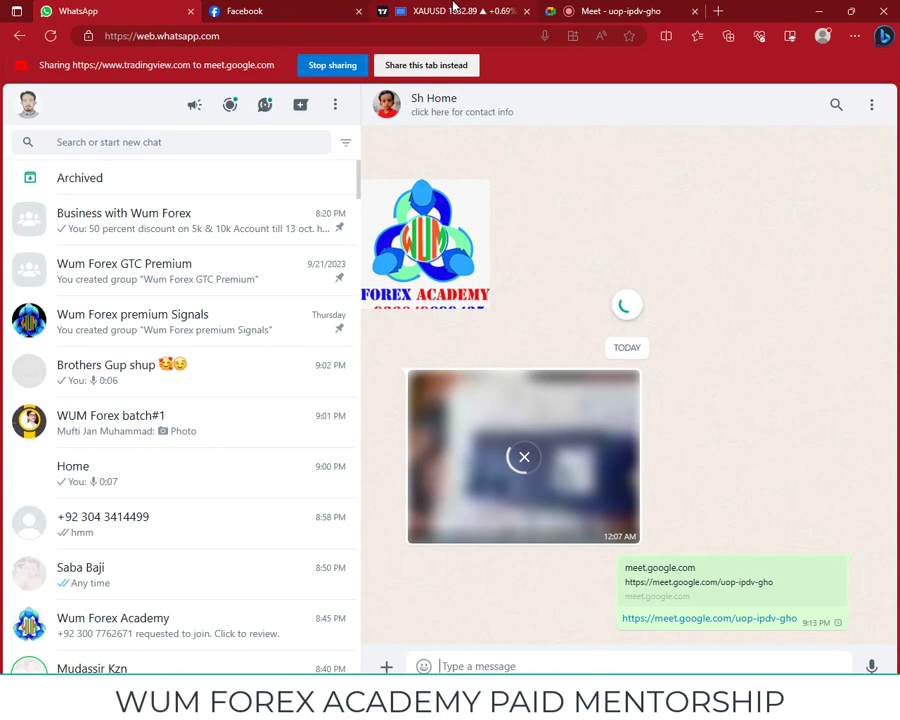 WhatsApp
Facebook
XAUUSD
▲ +0.69%
Meet - uop-ipdv-gho
https://web.whatsapp.com
Sharing https://www.tradingview.com to meet.google.com
Stop sharing
Share this tab instead
Sh Home
click here for contact info
Search or start new chat
Archived
Business with Wum Forex
8:20 PM
You: 50 percent discount on 5k & 10k Account till 13 oct. h...
Wum Forex GTC Premium
9/21/2023
You created group "Wum Forex GTC Premium"
Wum Forex premium Signals
Thursday
You created group "Wum Forex premium Signals"
Brothers Gup shup 🥰☺️
9:02 PM
You: 0:06
WUM Forex batch#1
9:01 PM
Mufti Jan Muhammad: Photo
Home
9:00 PM
You: 0:07
+92 304 3414499
8:58 PM
hmm
Saba Baji
8:50 PM
Any time
Wum Forex Academy
8:45 PM
+92 300 7762671 requested to join. Click to review.
Mudassir Kzn
8:40 PM
WUM
FOREX ACADEMY
TODAY
12:07 AM
meet.google.com
https://meet.google.com/uop-ipdv-gho
meet.google.com
https://meet.google.com/uop-ipdv-gho
9:13 PM
Type a message
WUM FOREX ACADEMY PAID MENTORSHIP